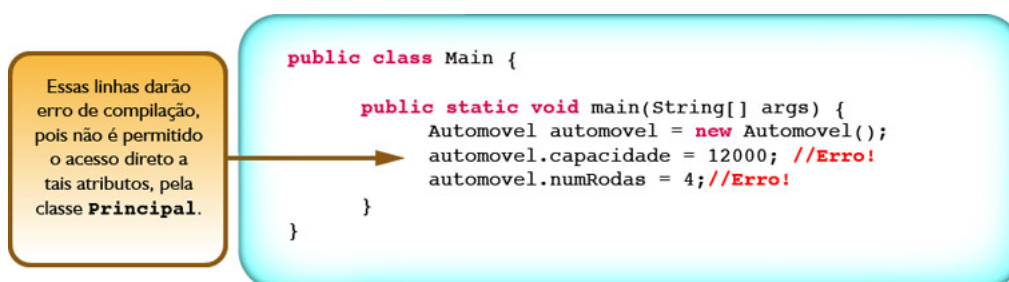 Essas linhas darão
erro de compilação,
pois não é permitido
o acesso direto a
tais atributos, pela
classe Principal.
public class Main {
public static void main(String[] args) {
Automovel automovel = new Automovel();
automovel.capacidade = 12000; //Erro!
automovel.numRodas = 4;//Erro!
}
}